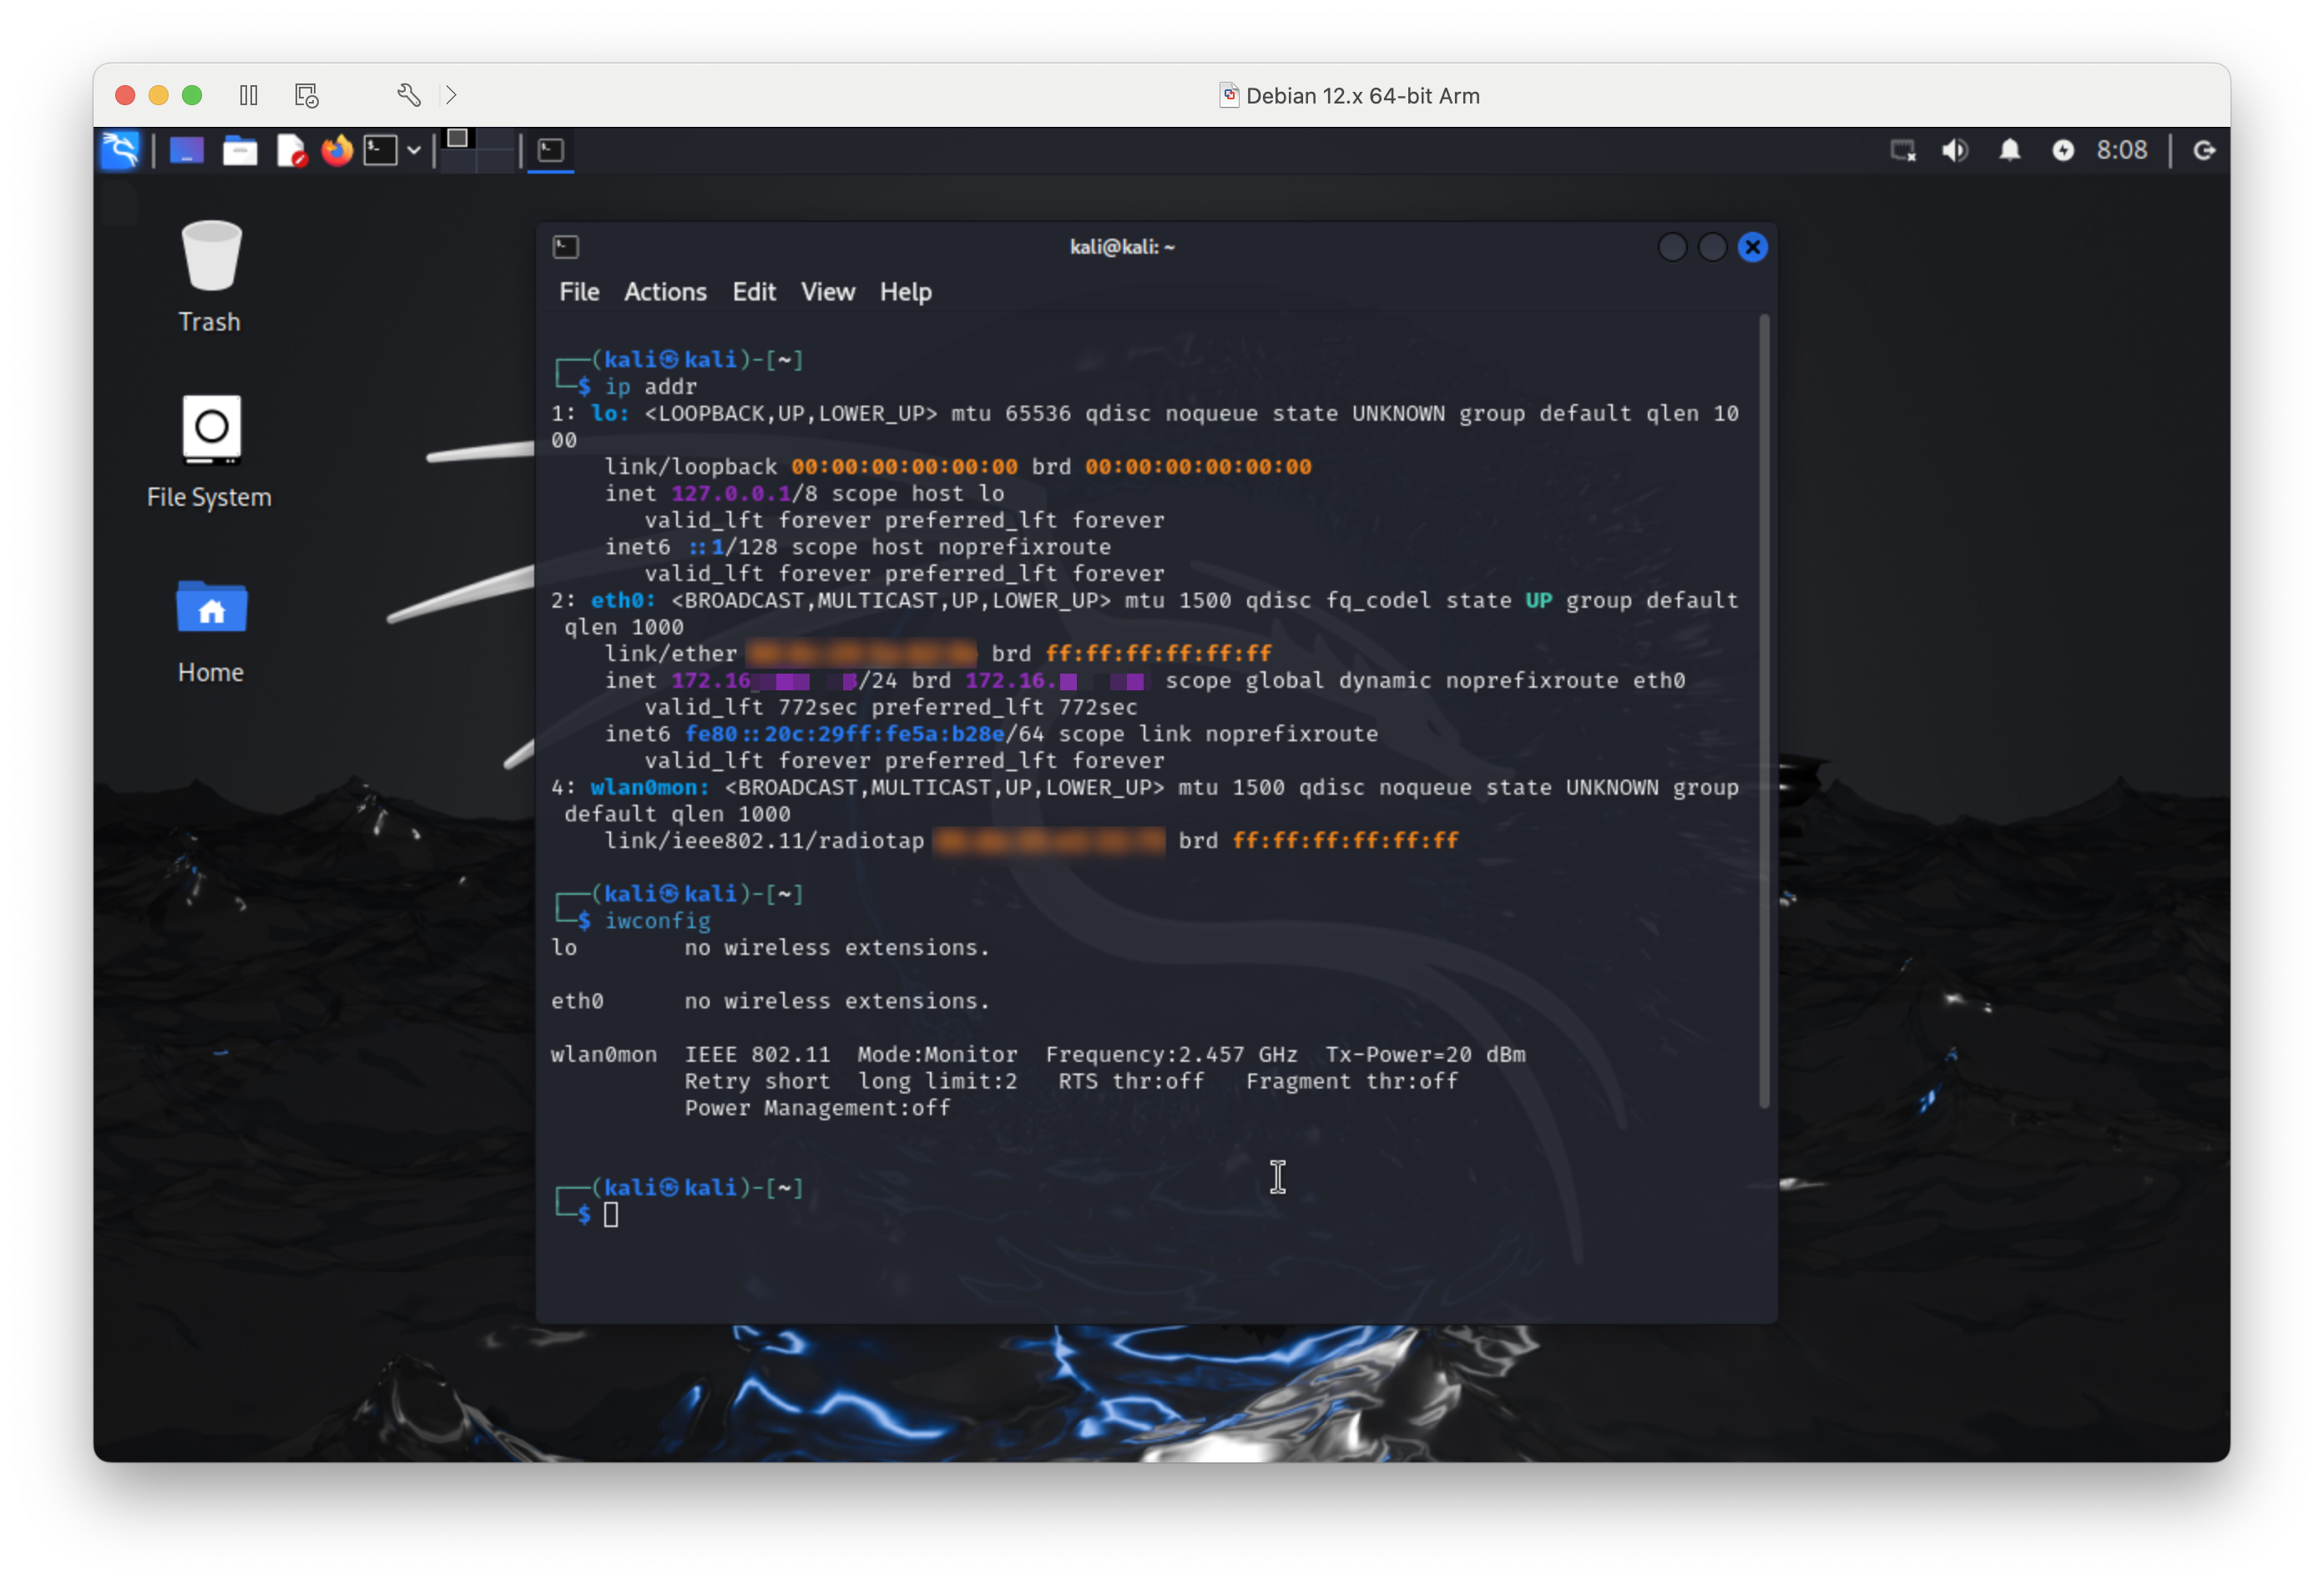 Debian 12.x 64-bit Arm
8:08
Trash
File System
Home
kali@kali: ~
File Actions Edit View Help
┌──(kali㉿kali)-[~]
└─$ ip addr
1: lo: <LOOPBACK,UP,LOWER_UP> mtu 65536 qdisc noqueue state UNKNOWN group default qlen 10
00
link/loopback 00:00:00:00:00:00 brd 00:00:00:00:00:00
inet 127.0.0.1/8 scope host lo
valid_lft forever preferred_lft forever
inet6 ::1/128 scope host noprefixroute
valid_lft forever preferred_lft forever
2: eth0: <BROADCAST,MULTICAST,UP,LOWER_UP> mtu 1500 qdisc fq_codel state UP group default
qlen 1000
link/ether brd ff:ff:ff:ff:ff:ff
inet 172.16 /24 brd 172.16. scope global dynamic noprefixroute eth0
valid_lft 772sec preferred_lft 772sec
inet6 fe80::20c:29ff:fe5a:b28e/64 scope link noprefixroute
valid_lft forever preferred_lft forever
4: wlan0mon: <BROADCAST,MULTICAST,UP,LOWER_UP> mtu 1500 qdisc noqueue state UNKNOWN group
default qlen 1000
link/ieee802.11/radiotap brd ff:ff:ff:ff:ff:ff
┌──(kali㉿kali)-[~]
└─$ iwconfig
lo no wireless extensions.
eth0 no wireless extensions.
wlan0mon IEEE 802.11 Mode:Monitor Frequency:2.457 GHz Tx-Power=20 dBm
Retry short long limit:2 RTS thr:off Fragment thr:off
Power Management:off
┌──(kali㉿kali)-[~]
└─$